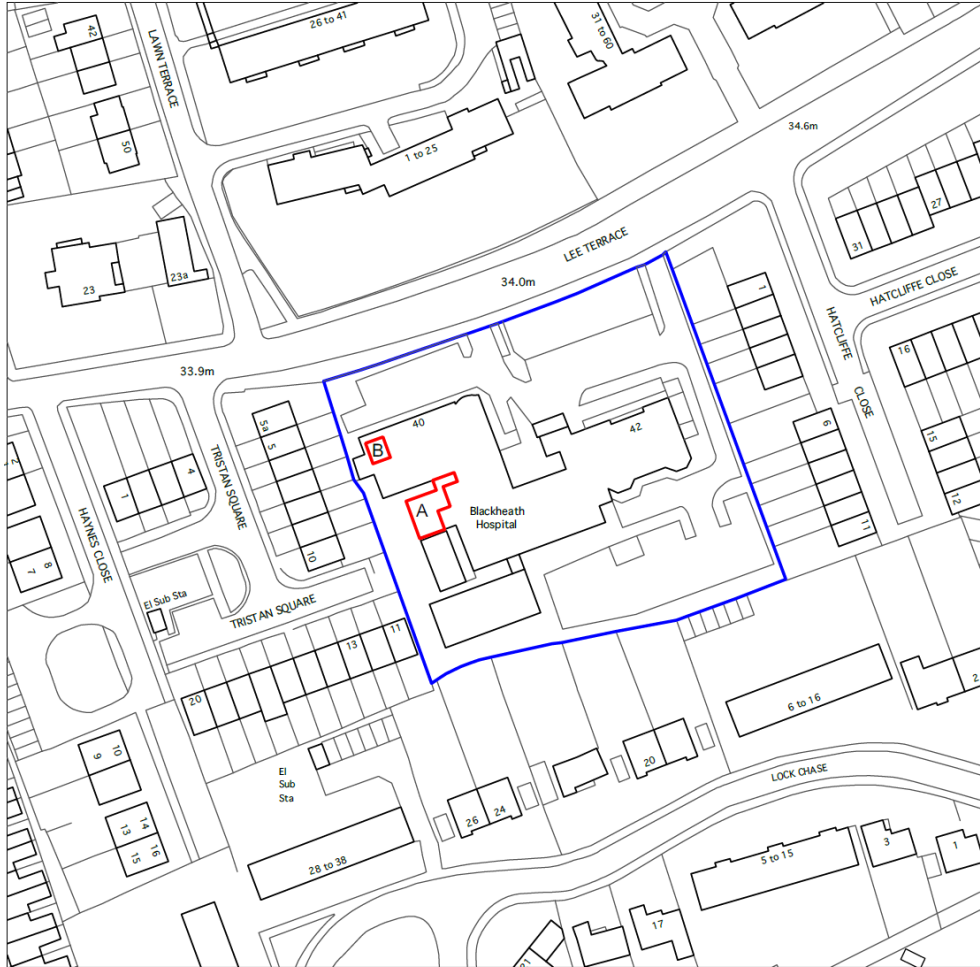 42
LAWN TERRACE
26 to 41
31 to 60
50
1 to 25
34.6m
27
31
LEE TERRACE
23
23a
34.0m
HATCLIFFE CLOSE
1
HATCLIFFE
CLOSE
16
33.9m
5a
5
40
42
6
B
TRISTAN SQUARE
4
1
15
A
Blackheath
Hospital
12
11
HAYNES CLOSE
10
8
7
El Sub Sta
TRISTAN SQUARE
11
13
20
6 to 16
10
9
El
Sub
Sta
20
LOCK CHASE
26
24
14
13
16
15
28 to 38
5 to 15
3
1
17